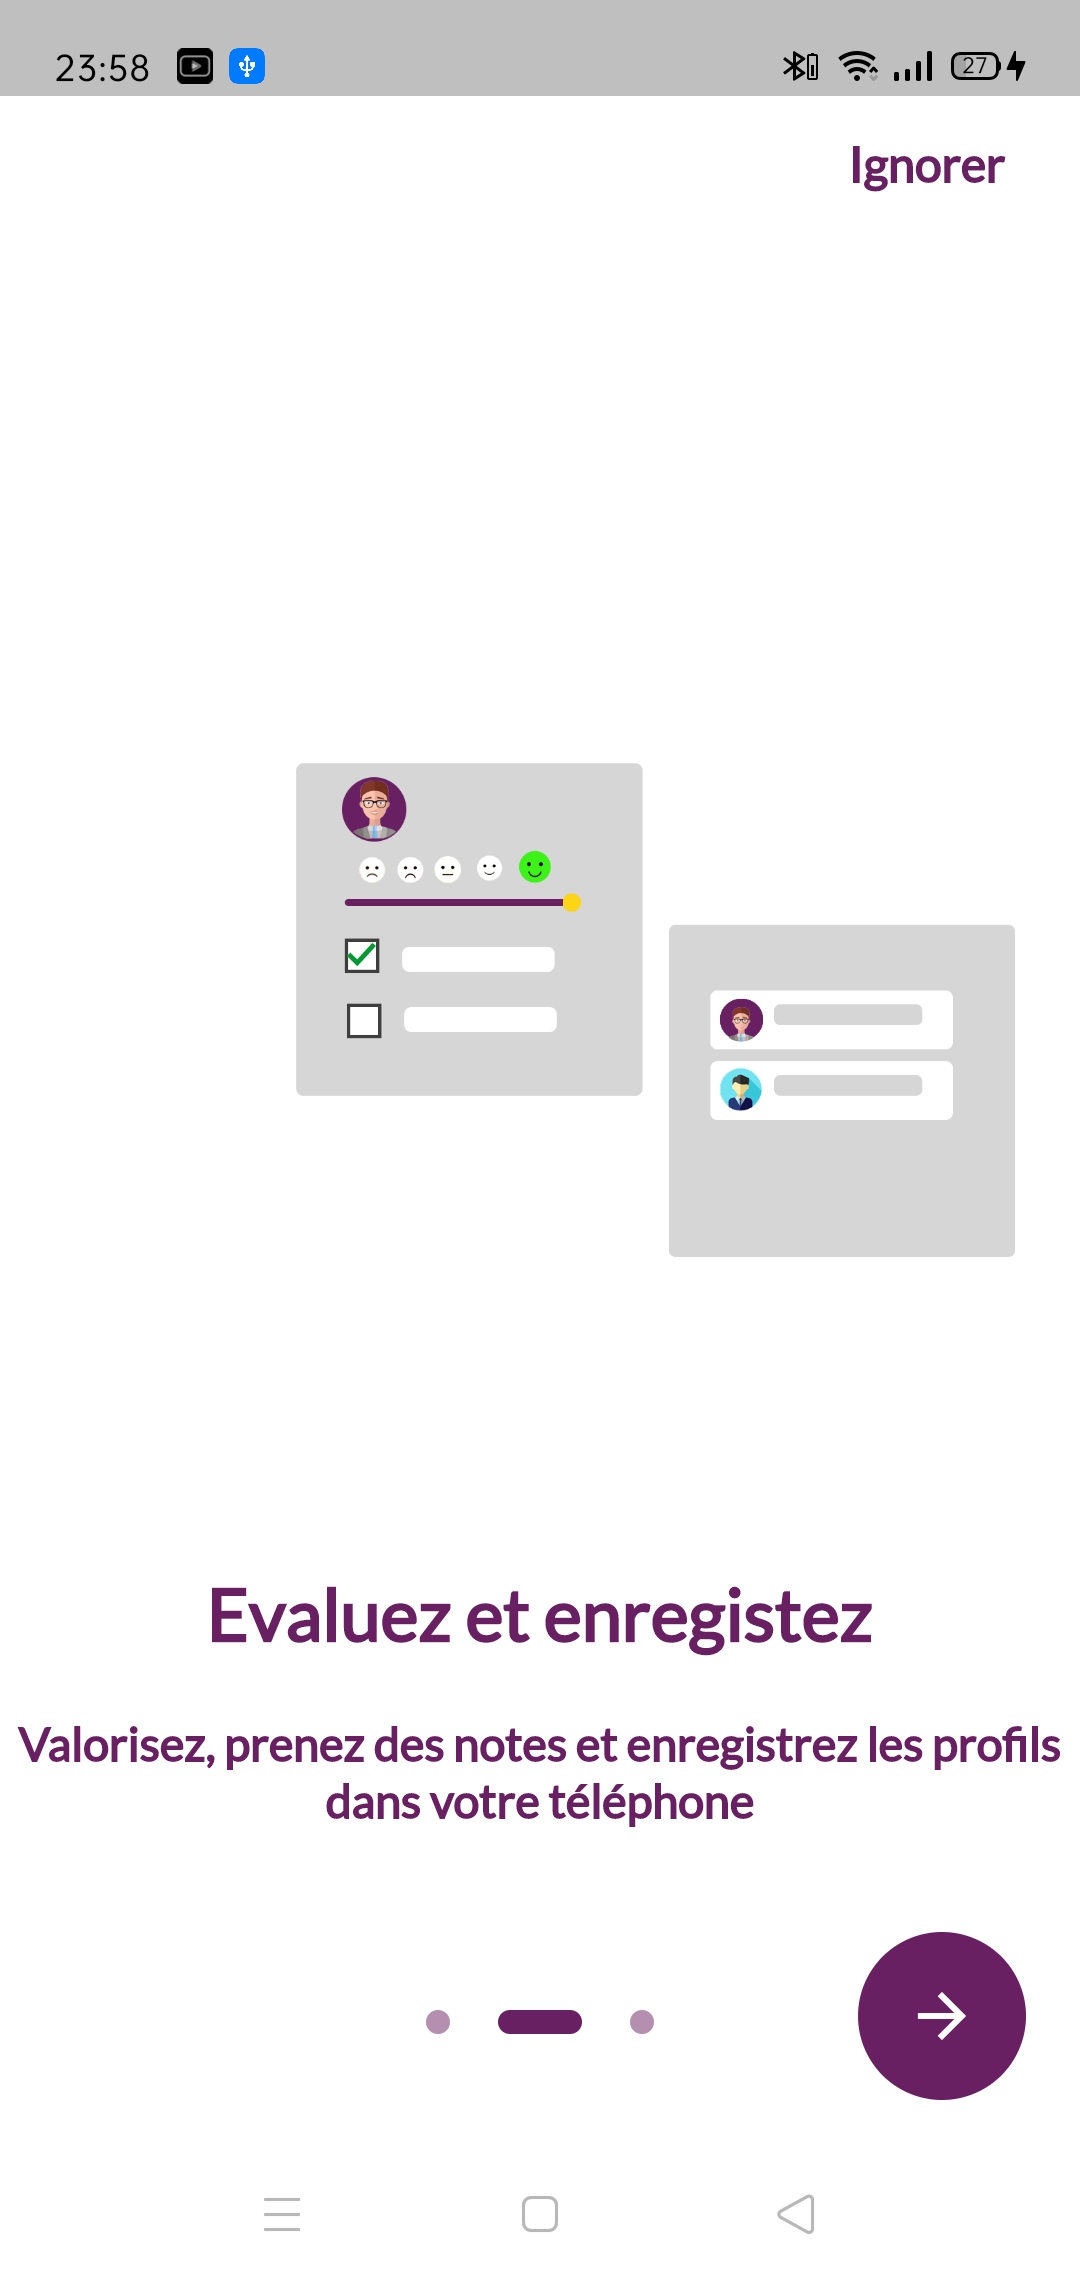 23:58
27
Ignorer
Evaluez et enregistez
Valorisez, prenez des notes et enregistrez les profils
dans votre téléphone